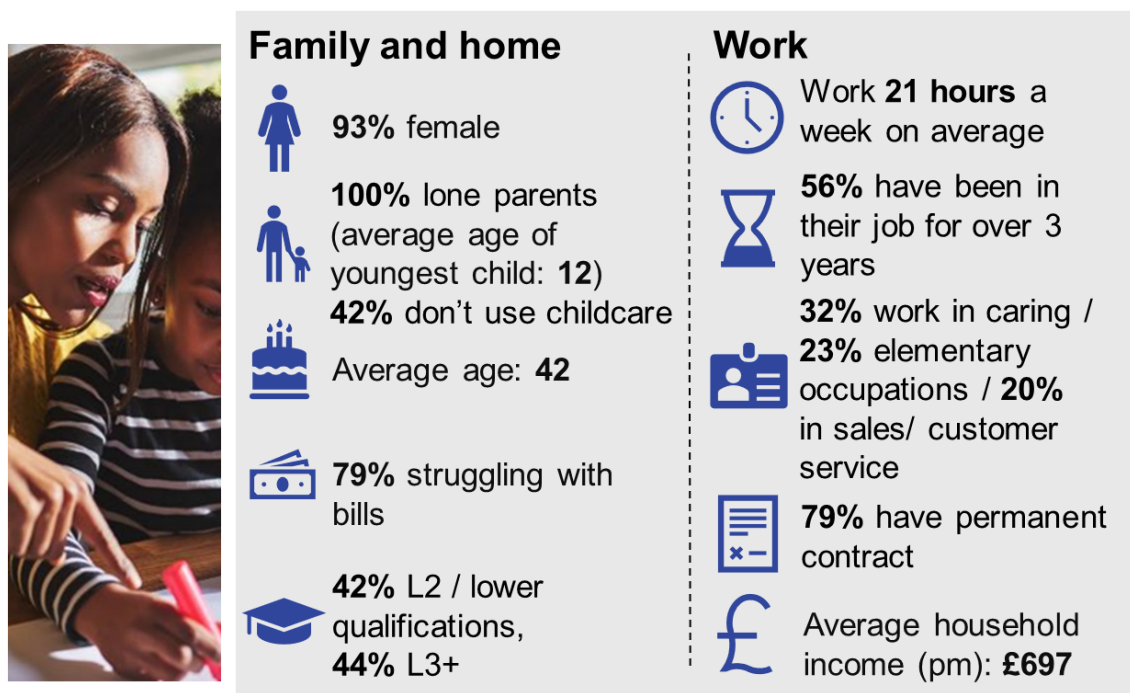 Family and home
93% female
100% lone parents
(average age of
youngest child: 12)
42% don't use childcare
Average age: 42
79% struggling with
bills
42% L2 / lower
qualifications,
44% L3+
Work
Work 21 hours a
week on average
56% have been in
their job for over 3
years
32% work in caring /
23% elementary
occupations / 20%
in sales/ customer
service
79% have permanent
contract
Average household
income (pm): £697